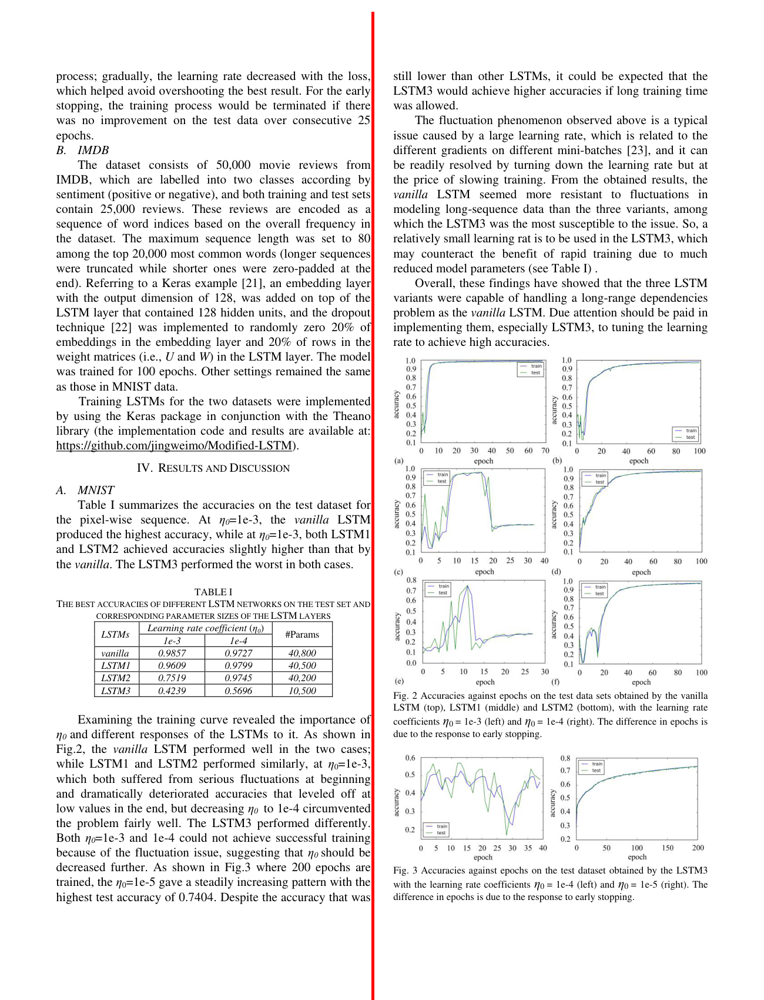 process; gradually, the learning rate decreased with the loss,
which helped avoid overshooting the best result. For the early
stopping, the training process would be terminated if there
was no improvement on the test data over consecutive 25
epochs.
B. IMDB
The dataset consists of 50,000 movie reviews from
IMDB, which are labelled into two classes according by
sentiment (positive or negative), and both training and test sets
contain 25,000 reviews. These reviews are encoded as a
sequence of word indices based on the overall frequency in
the dataset. The maximum sequence length was set to 80
among the top 20,000 most common words (longer sequences
were truncated while shorter ones were zero-padded at the
end). Referring to a Keras example [21], an embedding layer
with the output dimension of 128, was added on top of the
LSTM layer that contained 128 hidden units, and the dropout
technique [22] was implemented to randomly zero 20% of
embeddings in the embedding layer and 20% of rows in the
weight matrices (i.e., U and W) in the LSTM layer. The model
was trained for 100 epochs. Other settings remained the same
as those in MNIST data.
Training LSTMs for the two datasets were implemented
by using the Keras package in conjunction with the Theano
library (the implementation code and results are available at:
https://github.com/jingweimo/Modified-LSTM).
IV. RESULTS AND DISCUSSION
A. MNIST
Table I summarizes the accuracies on the test dataset for
the pixel-wise sequence. At η0=1e-3, the vanilla LSTM
produced the highest accuracy, while at η0=1e-3, both LSTM1
and LSTM2 achieved accuracies slightly higher than that by
the vanilla. The LSTM3 performed the worst in both cases.
TABLE I
THE BEST ACCURACIES OF DIFFERENT LSTM NETWORKS ON THE TEST SET AND
CORRESPONDING PARAMETER SIZES OF THE LSTM LAYERS
LSTMs Learning rate coefficient (η0) #Params
1e-3 1e-4
vanilla 0.9857 0.9727 40,800
LSTM1 0.9609 0.9799 40,500
LSTM2 0.7519 0.9745 40,200
LSTM3 0.4239 0.5696 10,500
Examining the training curve revealed the importance of
η0 and different responses of the LSTMs to it. As shown in
Fig.2, the vanilla LSTM performed well in the two cases;
while LSTM1 and LSTM2 performed similarly, at η0=1e-3,
which both suffered from serious fluctuations at beginning
and dramatically deteriorated accuracies that leveled off at
low values in the end, but decreasing η0 to 1e-4 circumvented
the problem fairly well. The LSTM3 performed differently.
Both η0=1e-3 and 1e-4 could not achieve successful training
because of the fluctuation issue, suggesting that η0 should be
decreased further. As shown in Fig.3 where 200 epochs are
trained, the η0=1e-5 gave a steadily increasing pattern with the
highest test accuracy of 0.7404. Despite the accuracy that was
still lower than other LSTMs, it could be expected that the
LSTM3 would achieve higher accuracies if long training time
was allowed.
The fluctuation phenomenon observed above is a typical
issue caused by a large learning rate, which is related to the
different gradients on different mini-batches [23], and it can
be readily resolved by turning down the learning rate but at
the price of slowing training. From the obtained results, the
vanilla LSTM seemed more resistant to fluctuations in
modeling long-sequence data than the three variants, among
which the LSTM3 was the most susceptible to the issue. So, a
relatively small learning rat is to be used in the LSTM3, which
may counteract the benefit of rapid training due to much
reduced model parameters (see Table I) .
Overall, these findings have showed that the three LSTM
variants were capable of handling a long-range dependencies
problem as the vanilla LSTM. Due attention should be paid in
implementing them, especially LSTM3, to tuning the learning
rate to achieve high accuracies.
1.0
0.9
0.8
0.7
0.6
0.5
0.4
0.3
0.2
0.1
accuracy
train
test
0 10 20 30 40 50 60 70
epoch
(a)
1.0
0.9
0.8
0.7
0.6
0.5
0.4
0.3
0.2
0.1
accuracy
train
test
0 20 40 60 80 100
epoch
(b)
1.0
0.9
0.8
0.7
0.6
0.5
0.4
0.3
0.2
0.1
accuracy
train
test
0 5 10 15 20 25 30 35 40
epoch
(c)
1.0
0.9
0.8
0.7
0.6
0.5
0.4
0.3
0.2
0.1
accuracy
train
test
0 20 40 60 80 100
epoch
(d)
0.8
0.7
0.6
0.5
0.4
0.3
0.2
0.1
0.0
accuracy
train
test
0 5 10 15 20 25 30
epoch
(e)
1.0
0.9
0.8
0.7
0.6
0.5
0.4
0.3
0.2
0.1
accuracy
train
test
0 20 40 60 80 100
epoch
(f)
Fig. 2 Accuracies against epochs on the test data sets obtained by the vanilla
LSTM (top), LSTM1 (middle) and LSTM2 (bottom), with the learning rate
coefficients η0 = 1e-3 (left) and η0 = 1e-4 (right). The difference in epochs is
due to the response to early stopping.
0.6
0.5
0.4
0.3
0.2
accuracy
train
test
0 5 10 15 20 25 30 35 40
epoch
0.8
0.7
0.6
0.5
0.4
0.3
0.2
accuracy
train
test
0 50 100 150 200
epoch
Fig. 3 Accuracies against epochs on the test dataset obtained by the LSTM3
with the learning rate coefficients η0 = 1e-4 (left) and η0 = 1e-5 (right). The
difference in epochs is due to the response to early stopping.